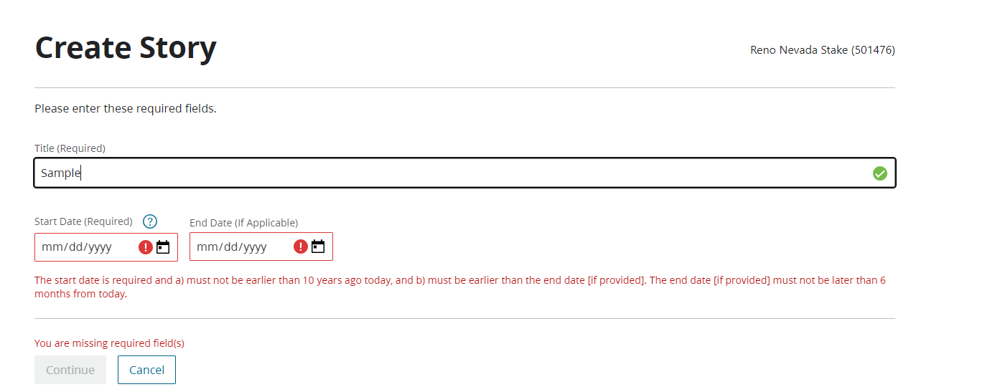 Create Story
Reno Nevada Stake (501476)
Please enter these required fields.
Title (Required)
Sample
Start Date (Required) ?
End Date (If Applicable)
mm/dd/yyyy !
mm/dd/yyyy !
The start date is required and a) must not be earlier than 10 years ago today, and b) must be earlier than the end date [if provided]. The end date [if provided] must not be later than 6
months from today.
You are missing required field(s)
Continue
Cancel